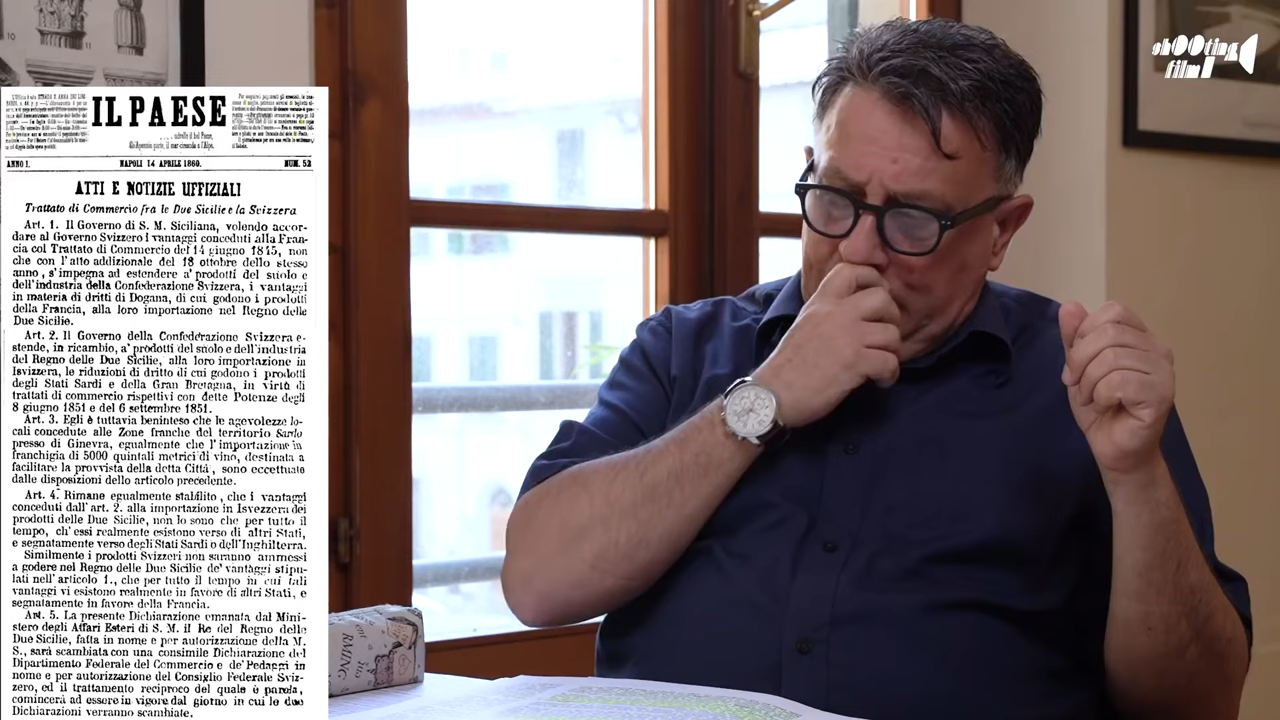 shooting
film
IL PAESE
ANNO I. NAPOLI 14 APRILE 1860. NUM. 52
ATTI E NOTIZIE UFFIZIALI
Trattato di Commercio fra le Due Sicilie e la Svizzera
Art. 1. Il Governo di S. M. Siciliana, volendo accor-
dare al Governo Svizzero i vantaggi conceduti alla Fran-
cia col Trattato di Commercio del 14 giugno 1845, non
che con l'atto addizionale del 18 ottobre dello stesso
anno, s'impegna ad estendere a' prodotti del suolo e
dell'industria della Confederazione Svizzera, i vantaggi
in materia di dritti di Dogana, di cui godono i prodotti
della Francia, alla loro importazione nel Regno delle
Due Sicilie.
Art. 2. Il Governo della Confederazione Svizzera e-
stende, in ricambio, a' prodotti del suolo e dell'industria
del Regno delle Due Sicilie, alla loro importazione in
Isvizzera, le riduzioni di dritto di cui godono i prodotti
degli Stati Sardi e della Gran Bretagna, in virtù di
trattati di commercio rispettivi con dette Potenze degli
8 giugno 1851 e del 6 settembre 1851.
Art. 3. Egli è tuttavia beninteso che le agevolezze lo-
cali concedute alle Zone franche del territorio Sardo
presso di Ginevra, egualmente che l'importazione in
franchigia di 5000 quintali metrici di vino, destinata a
facilitare la provvista della detta Città, sono eccettuate
dalle disposizioni dello articolo precedente.
Art. 4. Rimane egualmente stabilito, che i vantaggi
conceduti dall'art. 2. alla importazione in Isvezzera dei
prodotti delle Due Sicilie, non lo sono che per tutto il
tempo, ch'essi realmente esistono verso di altri Stati,
e segnatamente verso degli Stati Sardi o dell'Inghilterra.
Similmente i prodotti Svizzeri non saranno ammessi
a godere nel Regno delle Due Sicilie de' vantaggi stipu-
lati nell'articolo 1., che per tutto il tempo in cui tali
vantaggi vi esistono realmente in favore di altri Stati, e
segnatamente in favore della Francia.
Art. 5. La presente Dichiarazione emanata dal Mini-
stero degli Affari Esteri di S. M. il Re del Regno delle
Due Sicilie, fatta in nome e per autorizzazione della M.
S., sarà scambiata con una consimile Dichiarazione del
Dipartimento Federale del Commercio e de' Pedaggi in
nome e per autorizzazione del Consiglio Federale Sviz-
zero, ed il trattamento reciproco del quale è parola,
comincerà ad essere in vigore dal giorno in cui le due
Dichiarazioni verranno scambiate.